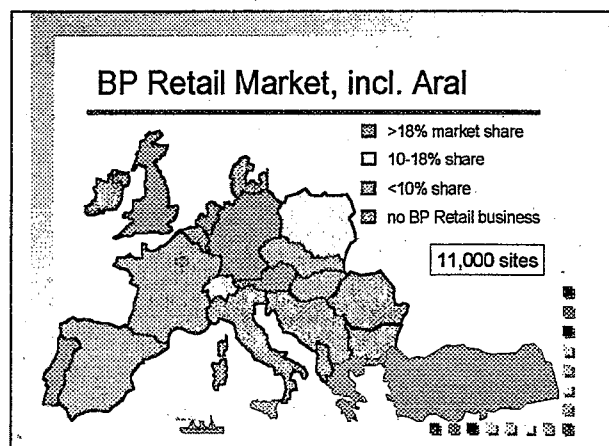 BP Retail Market, incl. Aral
>18% market share
10-18% share
<10% share
no BP Retail business
11,000 sites